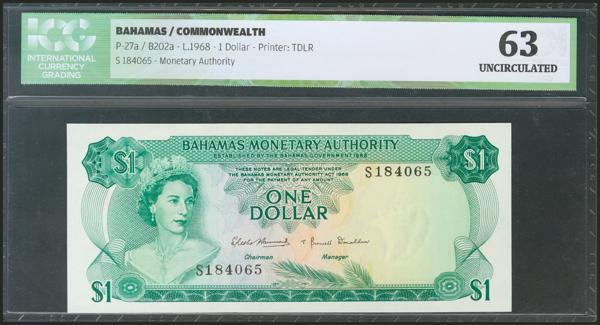 ICG
INTERNATIONAL
CURRENCY
GRADING
BAHAMAS / COMMONWEALTH
P-27a / B202a - L.1968 - 1 Dollar - Printer: TDLR
S 184065 - Monetary Authority
63
UNCIRCULATED
BAHAMAS MONETARY AUTHORITY
ESTABLISHED BY THE BAHAMAS GOVERNMENT 1968
$1
$1
THESE NOTES ARE LEGAL TENDER UNDER
THE BAHAMAS MONETARY AUTHORITY ACT 1968
FOR THE PAYMENT OF ANY AMOUNT
S184065
ONE
DOLLAR
Chairman
Manager
S184065
$1
$1